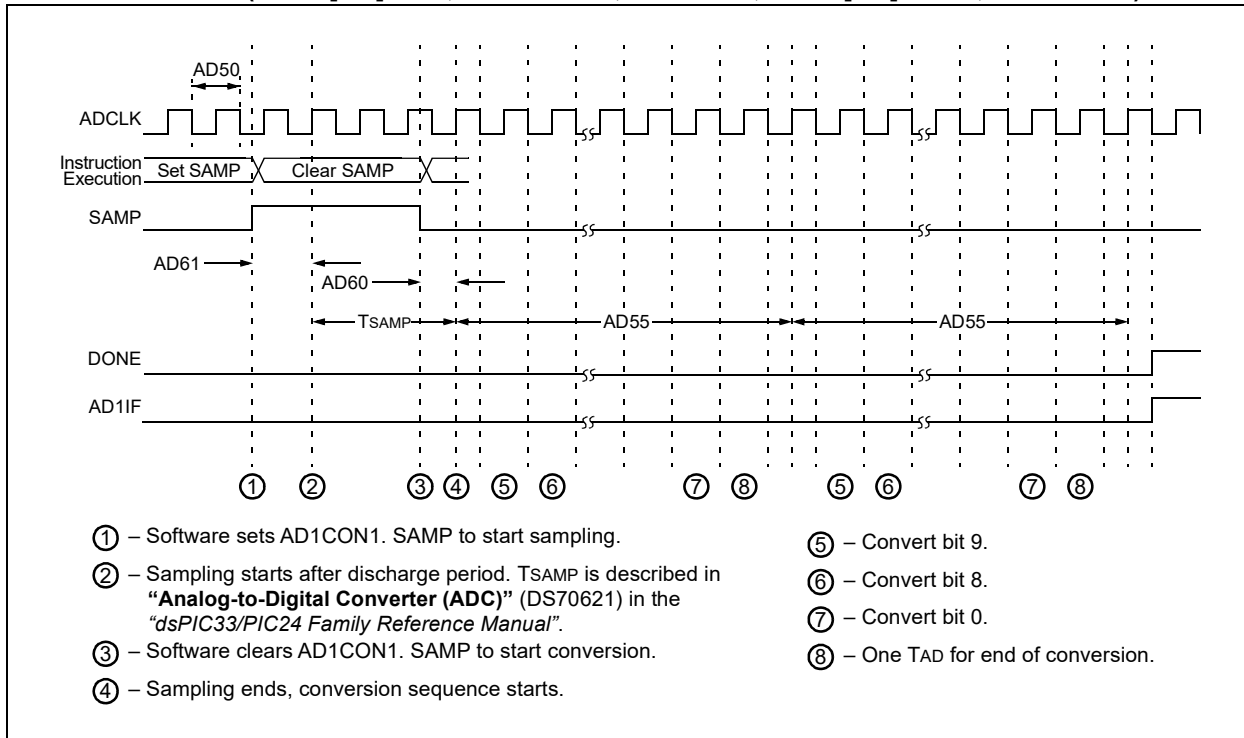 AD50
ADCLK
Instruction
Execution
Set SAMP
Clear SAMP
SAMP
AD61
AD60
TSAMP
AD55
AD55
DONE
AD1IF
1 2 3 4 5 6 7 8 5 6 7 8
1 – Software sets AD1CON1. SAMP to start sampling.
2 – Sampling starts after discharge period. TSAMP is described in
“Analog-to-Digital Converter (ADC)” (DS70621) in the
“dsPIC33/PIC24 Family Reference Manual”.
3 – Software clears AD1CON1. SAMP to start conversion.
4 – Sampling ends, conversion sequence starts.
5 – Convert bit 9.
6 – Convert bit 8.
7 – Convert bit 0.
8 – One TAD for end of conversion.